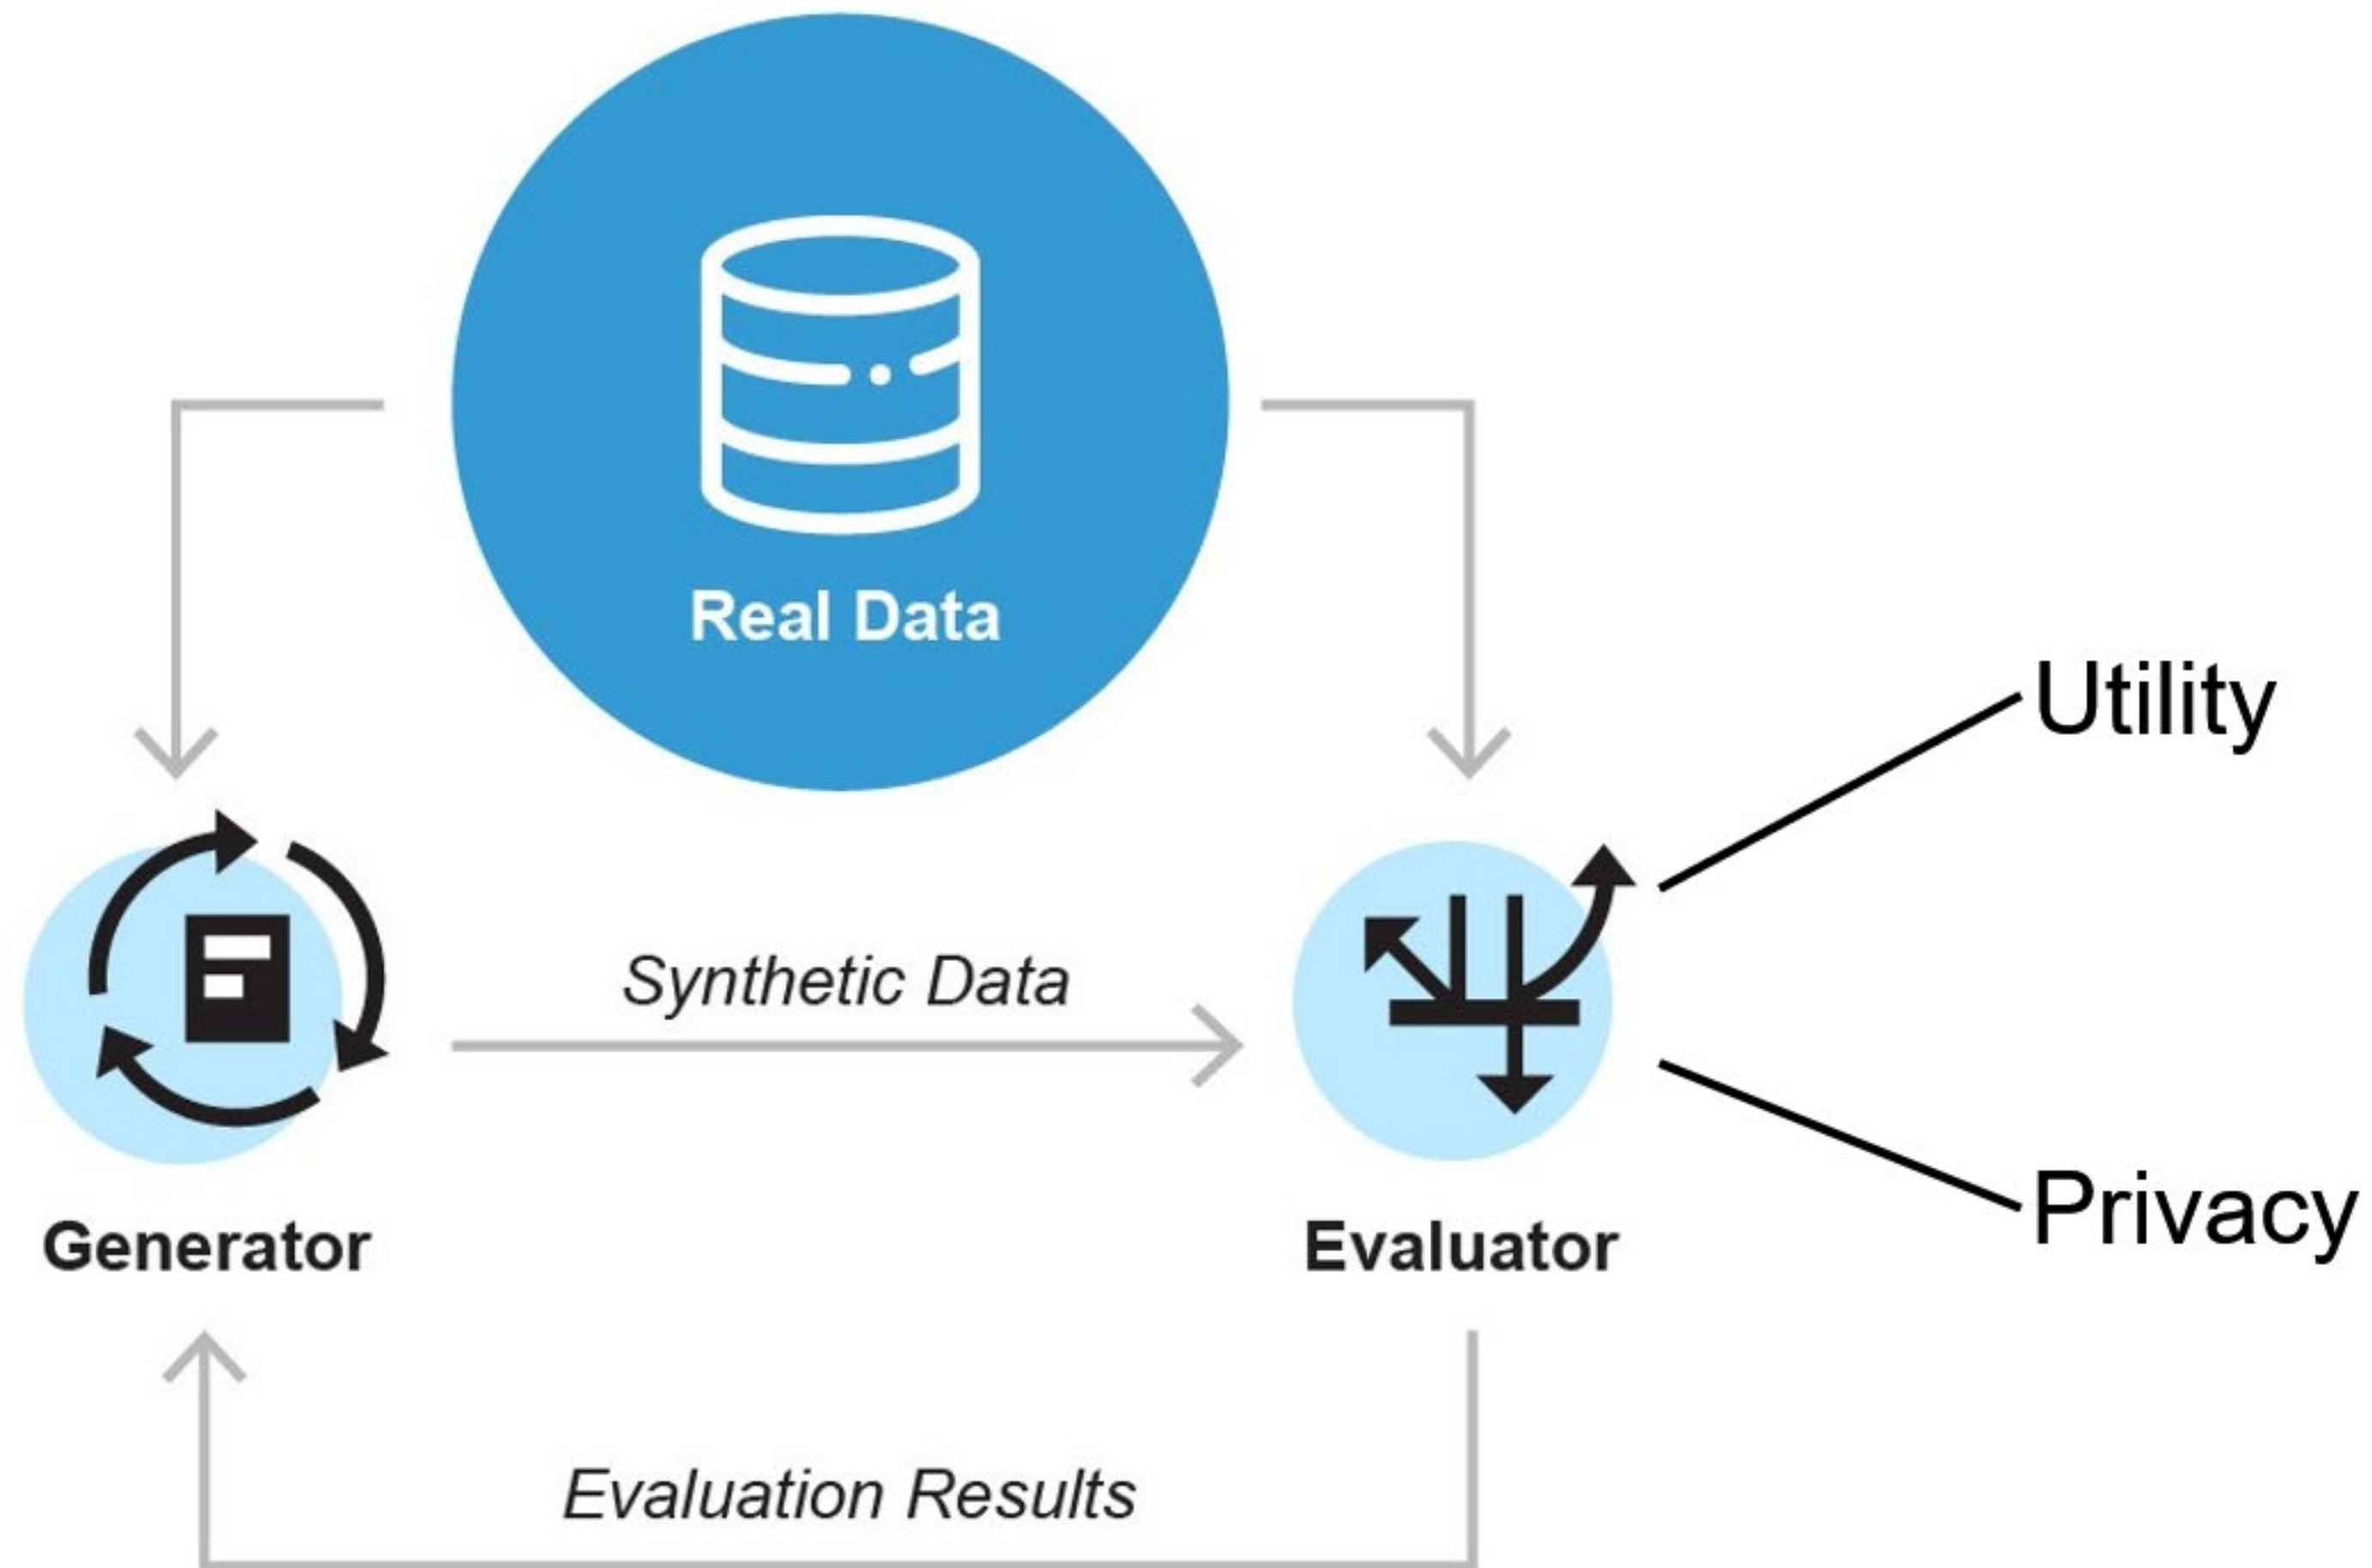 Real Data
Utility
Synthetic Data
Privacy
Generator
Evaluator
Evaluation Results